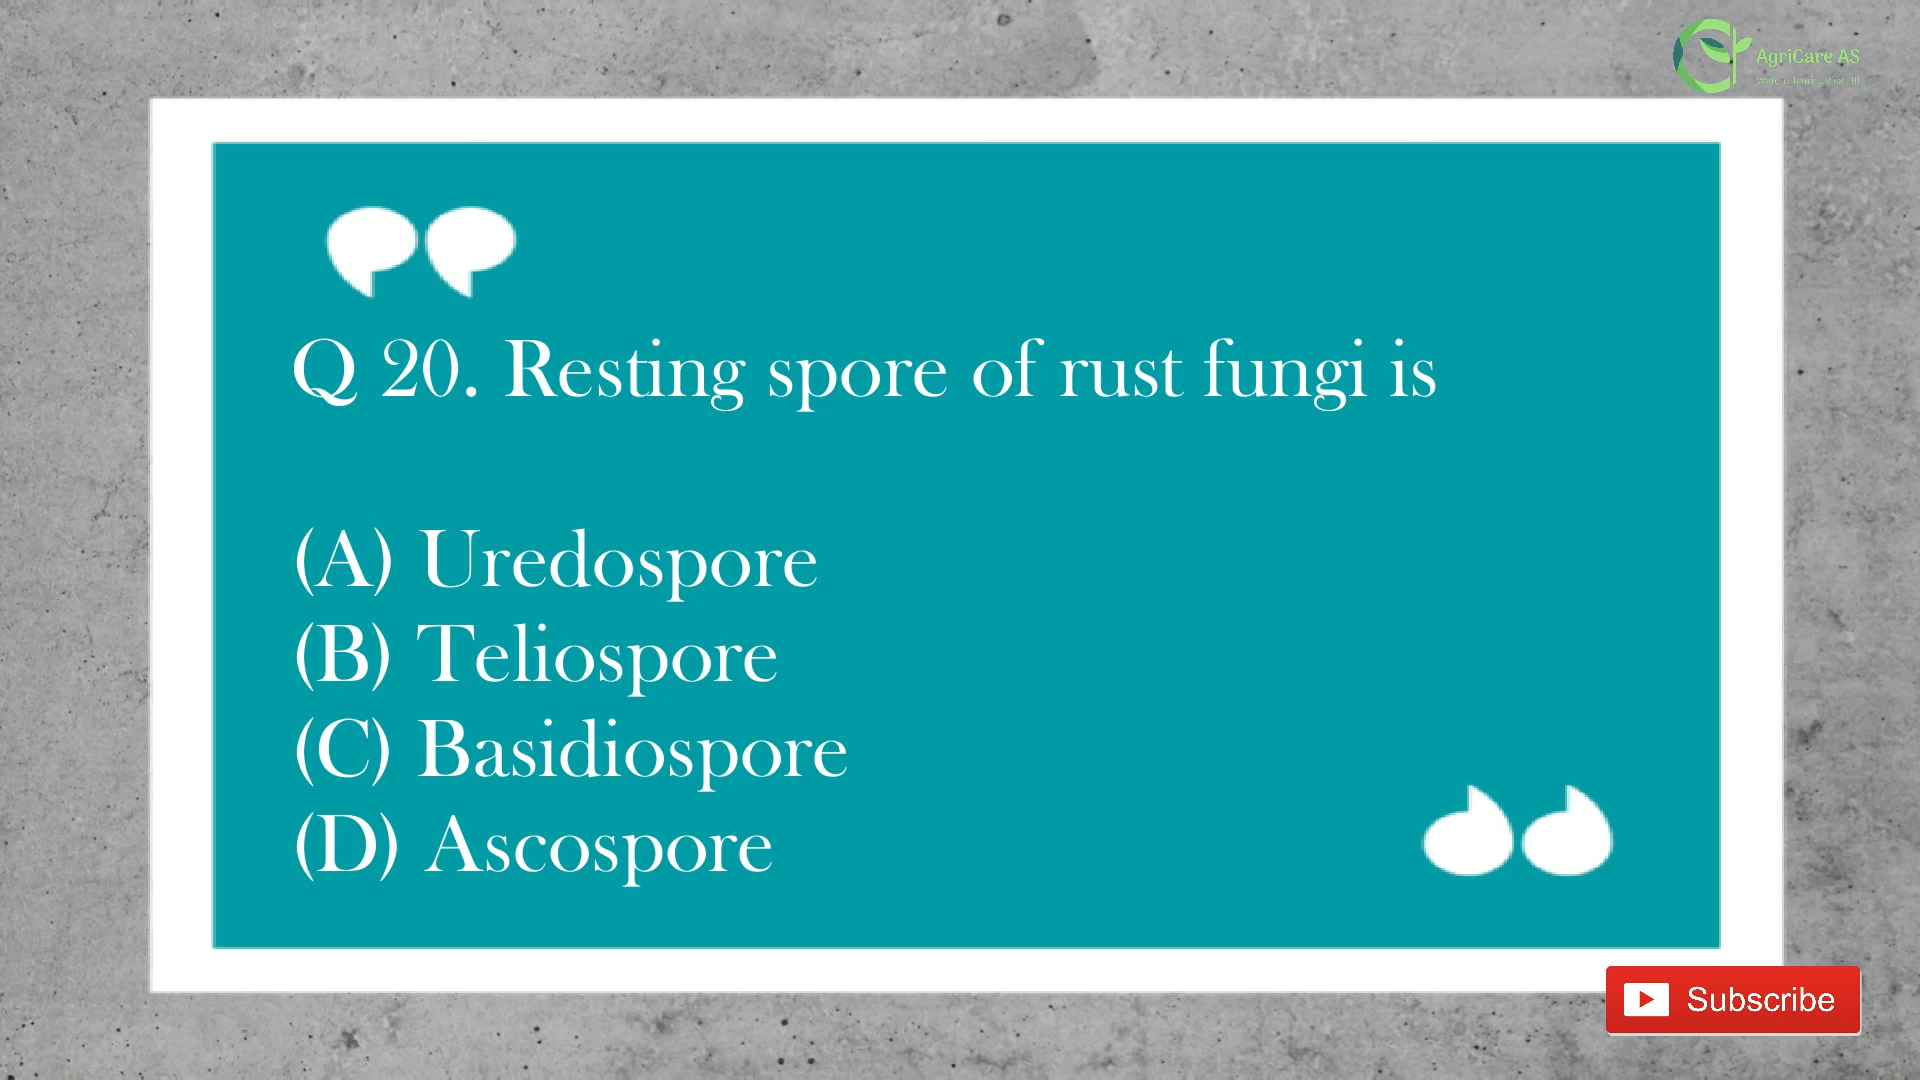 AgriCare AS
Q 20. Resting spore of rust fungi is
(A) Uredospore
(B) Teliospore
(C) Basidiospore
(D) Ascospore
Subscribe